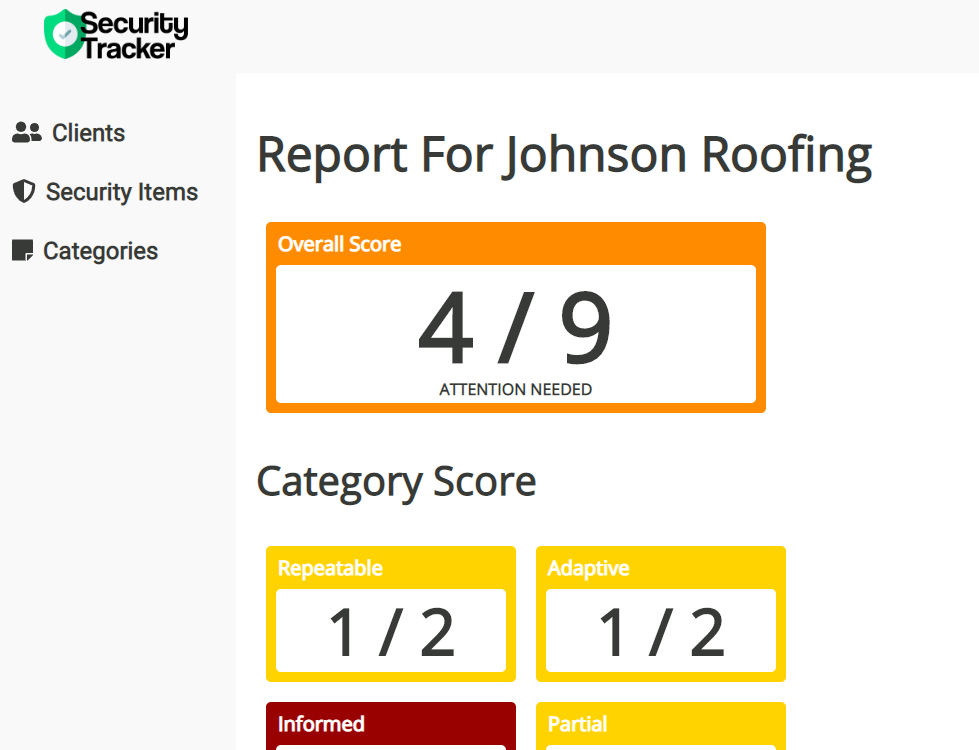 Security
Tracker
Clients
Security Items
Categories
Report For Johnson Roofing
Overall Score
4 / 9
ATTENTION NEEDED
Category Score
Repeatable
1 / 2
Adaptive
1 / 2
Informed
Partial